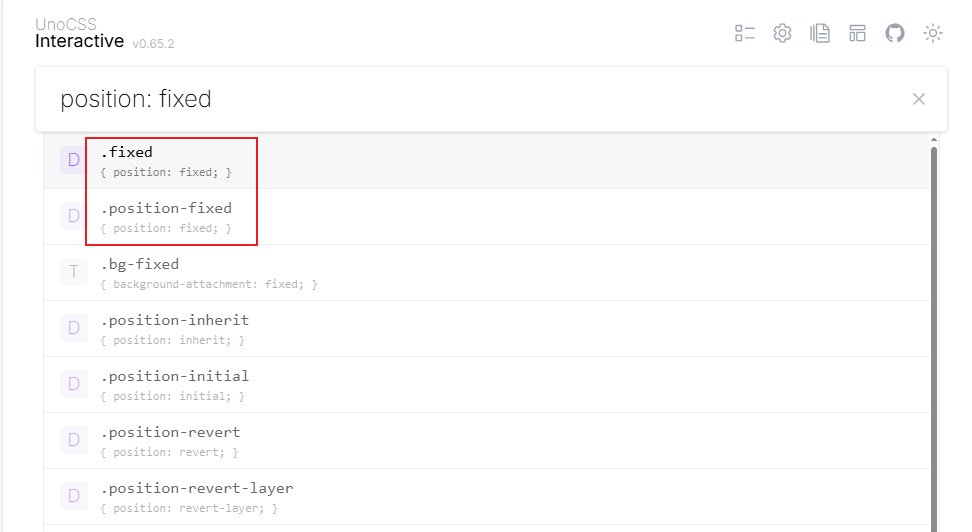 UnoCSS
Interactive v0.65.2
position: fixed
D .fixed
{ position: fixed; }
D .position-fixed
{ position: fixed; }
T .bg-fixed
{ background-attachment: fixed; }
D .position-inherit
{ position: inherit; }
D .position-initial
{ position: initial; }
D .position-revert
{ position: revert; }
D .position-revert-layer
{ position: revert-layer; }